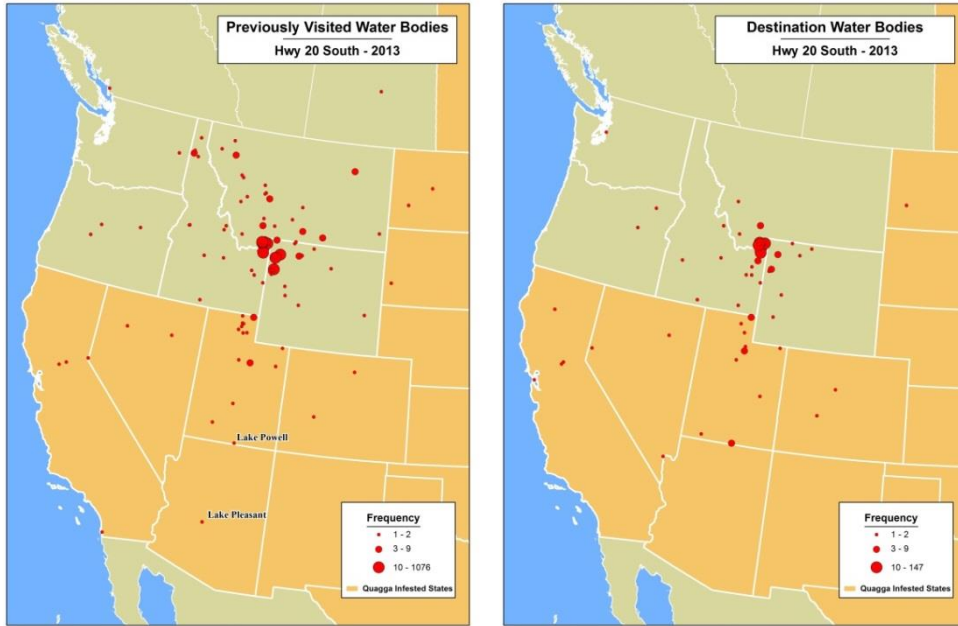 Previously Visited Water Bodies
Hwy 20 South - 2013
Lake Powell
Lake Pleasant
Frequency
1 - 2
3 - 9
10 - 1076
Quagga Infested States
Destination Water Bodies
Hwy 20 South - 2013
Frequency
1 - 2
3 - 9
10 - 147
Quagga Infested States